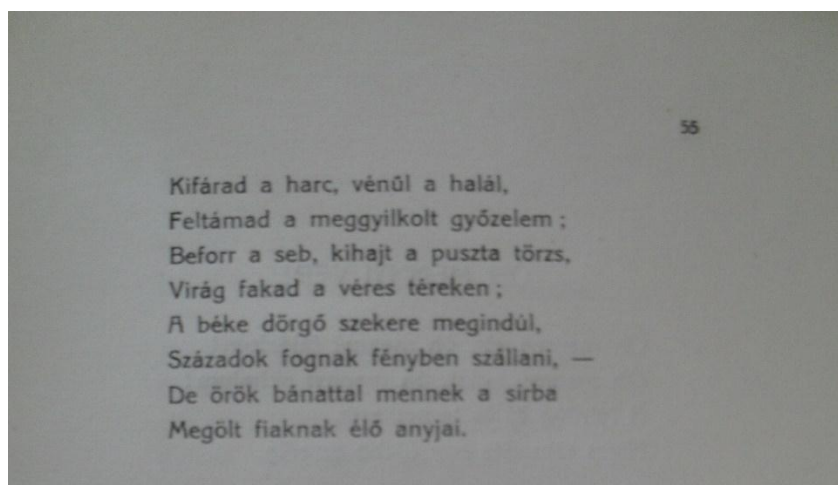 55
Kifárad a harc, vénűl a halál,
Feltámad a meggyilkolt győzelem ;
Beforr a seb, kihajt a puszta törzs,
Virág fakad a véres téreken ;
A béke dörgő szekere megindúl,
Századok fognak fényben szállani, —
De örök bánattal mennek a sírba
Megölt fiaknak élő anyjai.